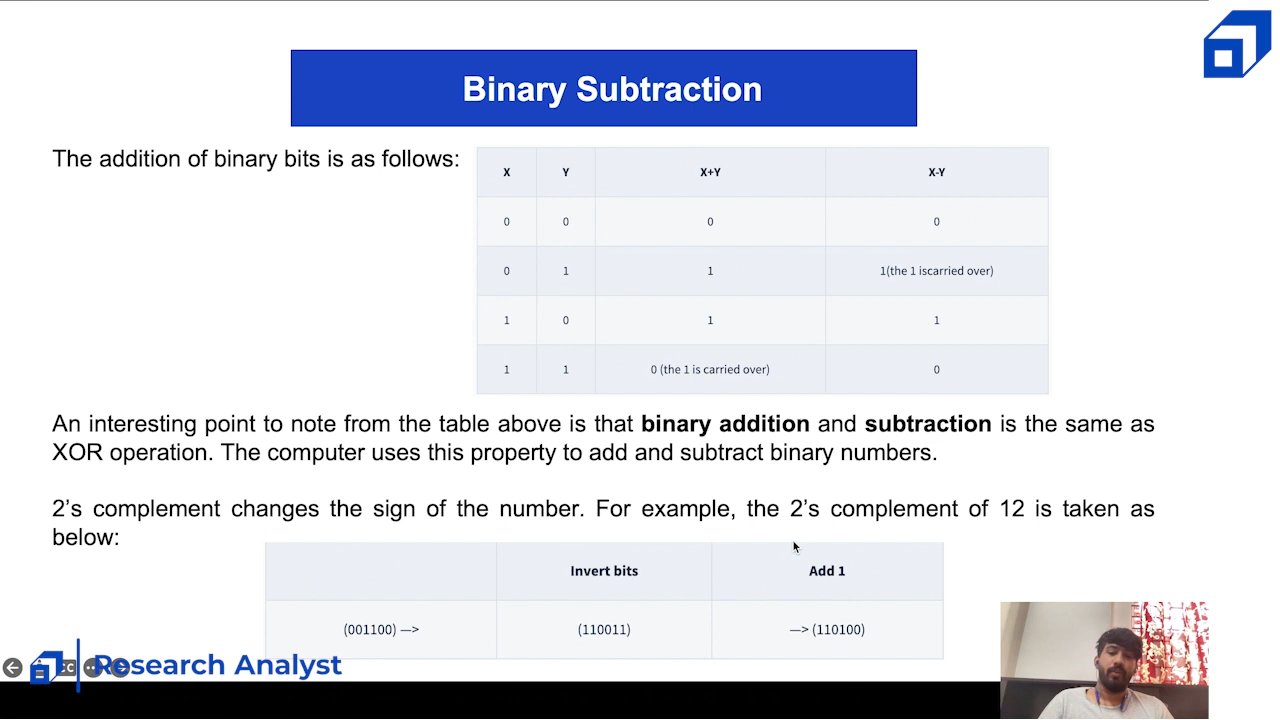 Binary Subtraction
The addition of binary bits is as follows:
X Y X+Y X-Y
0 0 0 0
0 1 1 1(the 1 iscarried over)
1 0 1 1
1 1 0 (the 1 is carried over) 0
An interesting point to note from the table above is that binary addition and subtraction is the same as
XOR operation. The computer uses this property to add and subtract binary numbers.
2’s complement changes the sign of the number. For example, the 2’s complement of 12 is taken as
below:
Invert bits Add 1
(001100) —> (110011) —> (110100)
Research Analyst